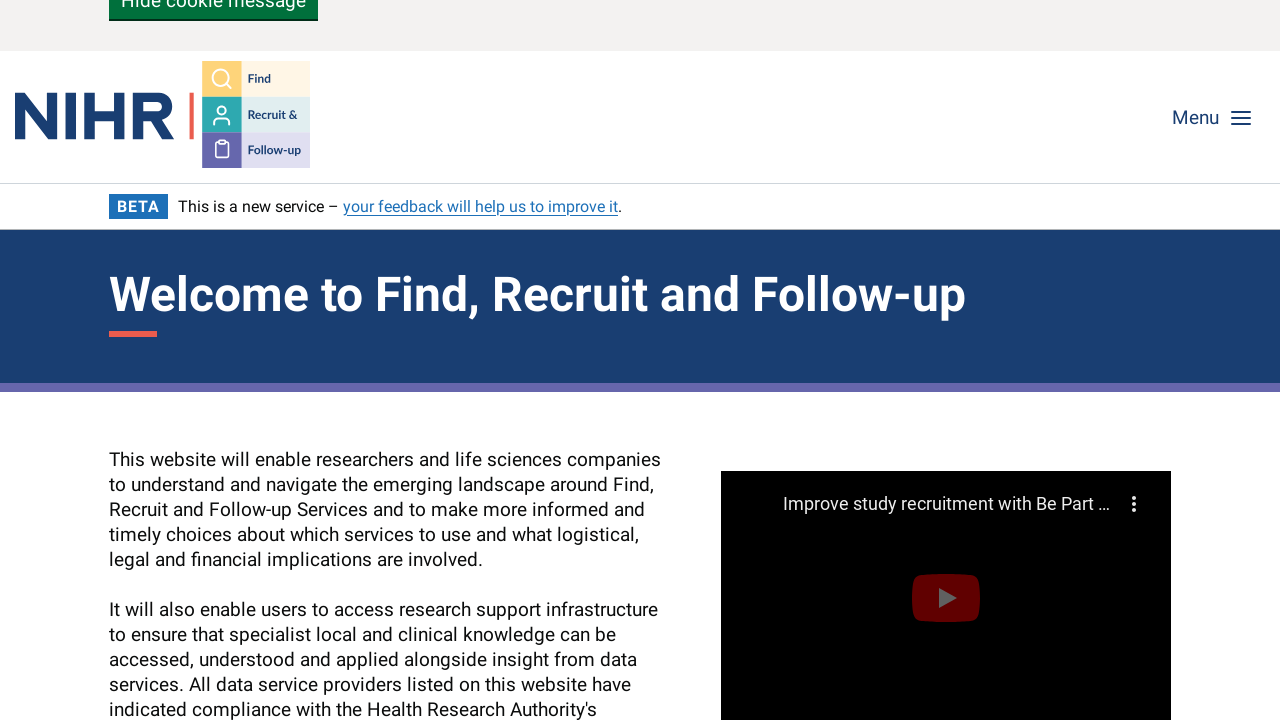 Hide cookie message
NIHR
Find
Recruit &
Follow-up
Menu
BETA This is a new service – your feedback will help us to improve it.
Welcome to Find, Recruit and Follow-up
This website will enable researchers and life sciences companies
to understand and navigate the emerging landscape around Find,
Recruit and Follow-up Services and to make more informed and
timely choices about which services to use and what logistical,
legal and financial implications are involved.
It will also enable users to access research support infrastructure
to ensure that specialist local and clinical knowledge can be
accessed, understood and applied alongside insight from data
services. All data service providers listed on this website have
indicated compliance with the Health Research Authority's
Improve study recruitment with Be Part ...